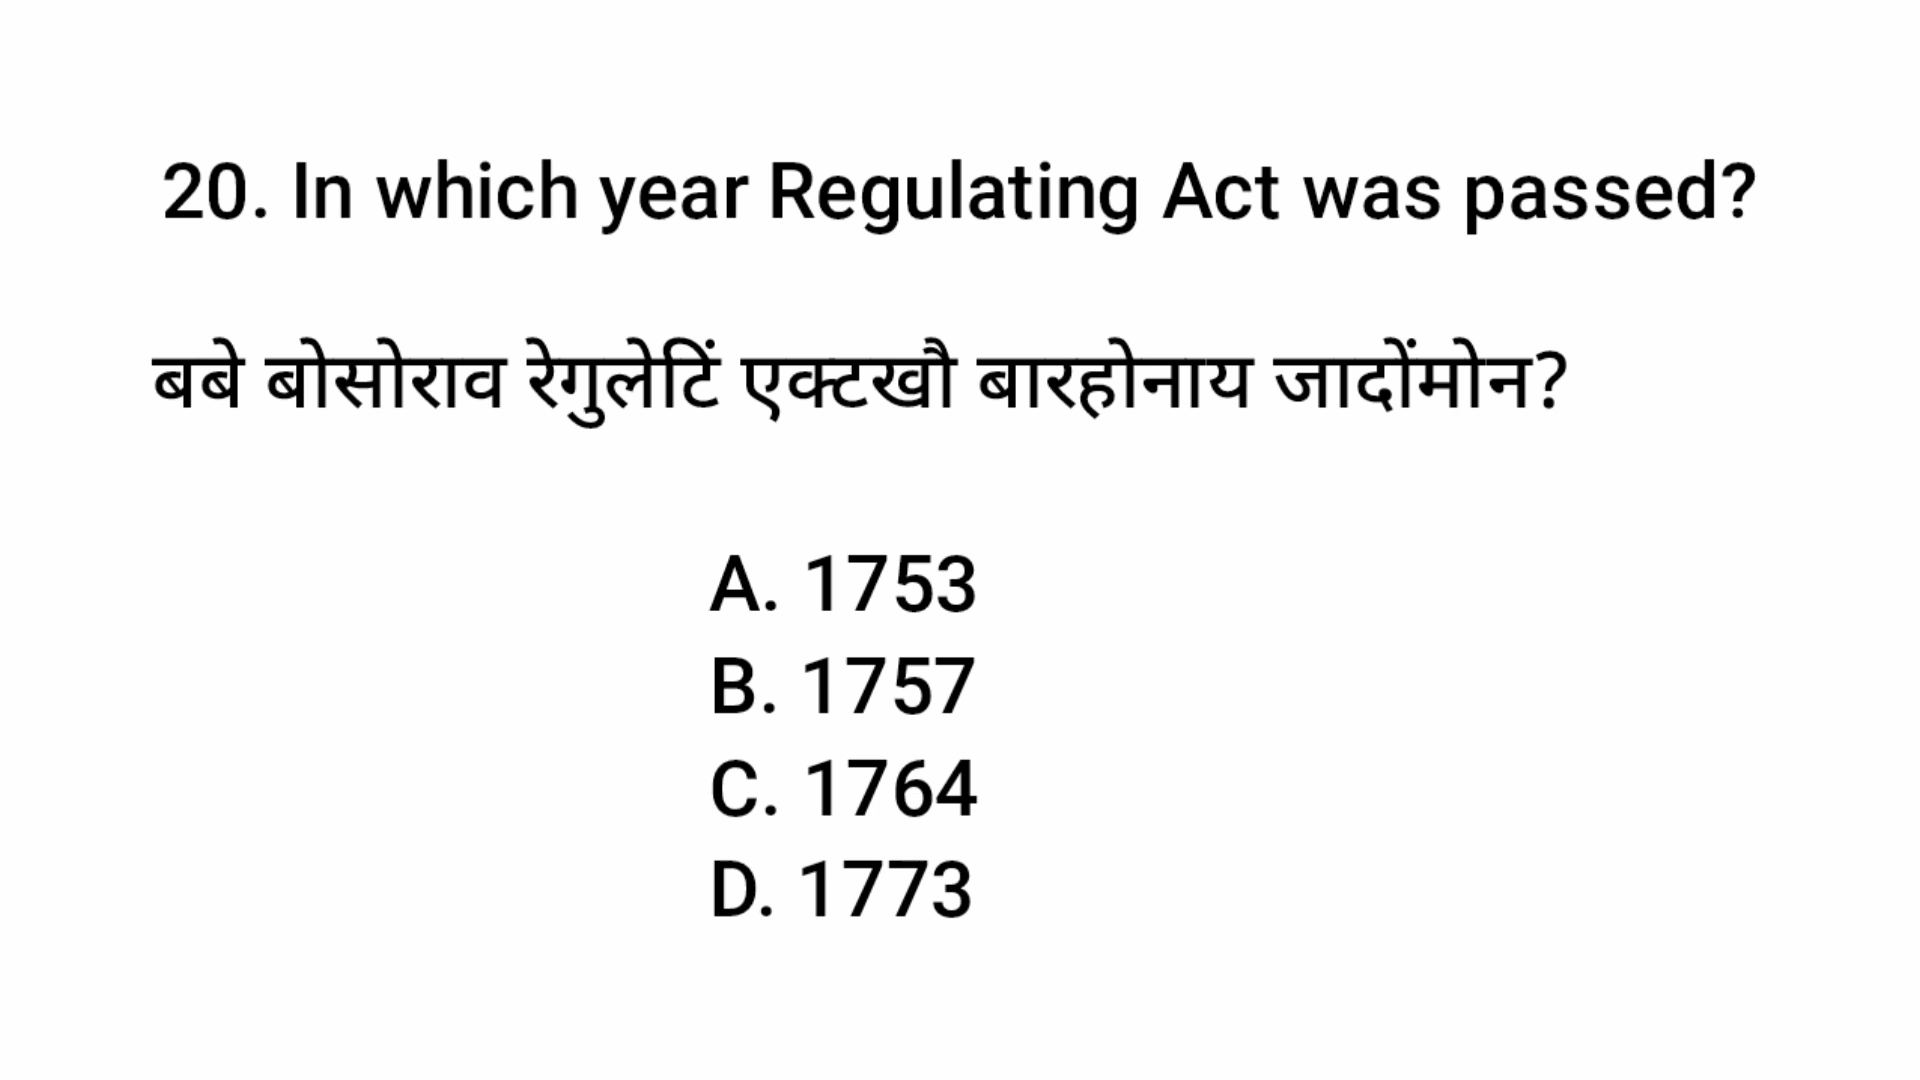 20. In which year Regulating Act was passed?
बबे बोसोराव रेगुलेटिं एक्टखौ बारहोनाय जादोंमोन?
A. 1753
B. 1757
C. 1764
D. 1773